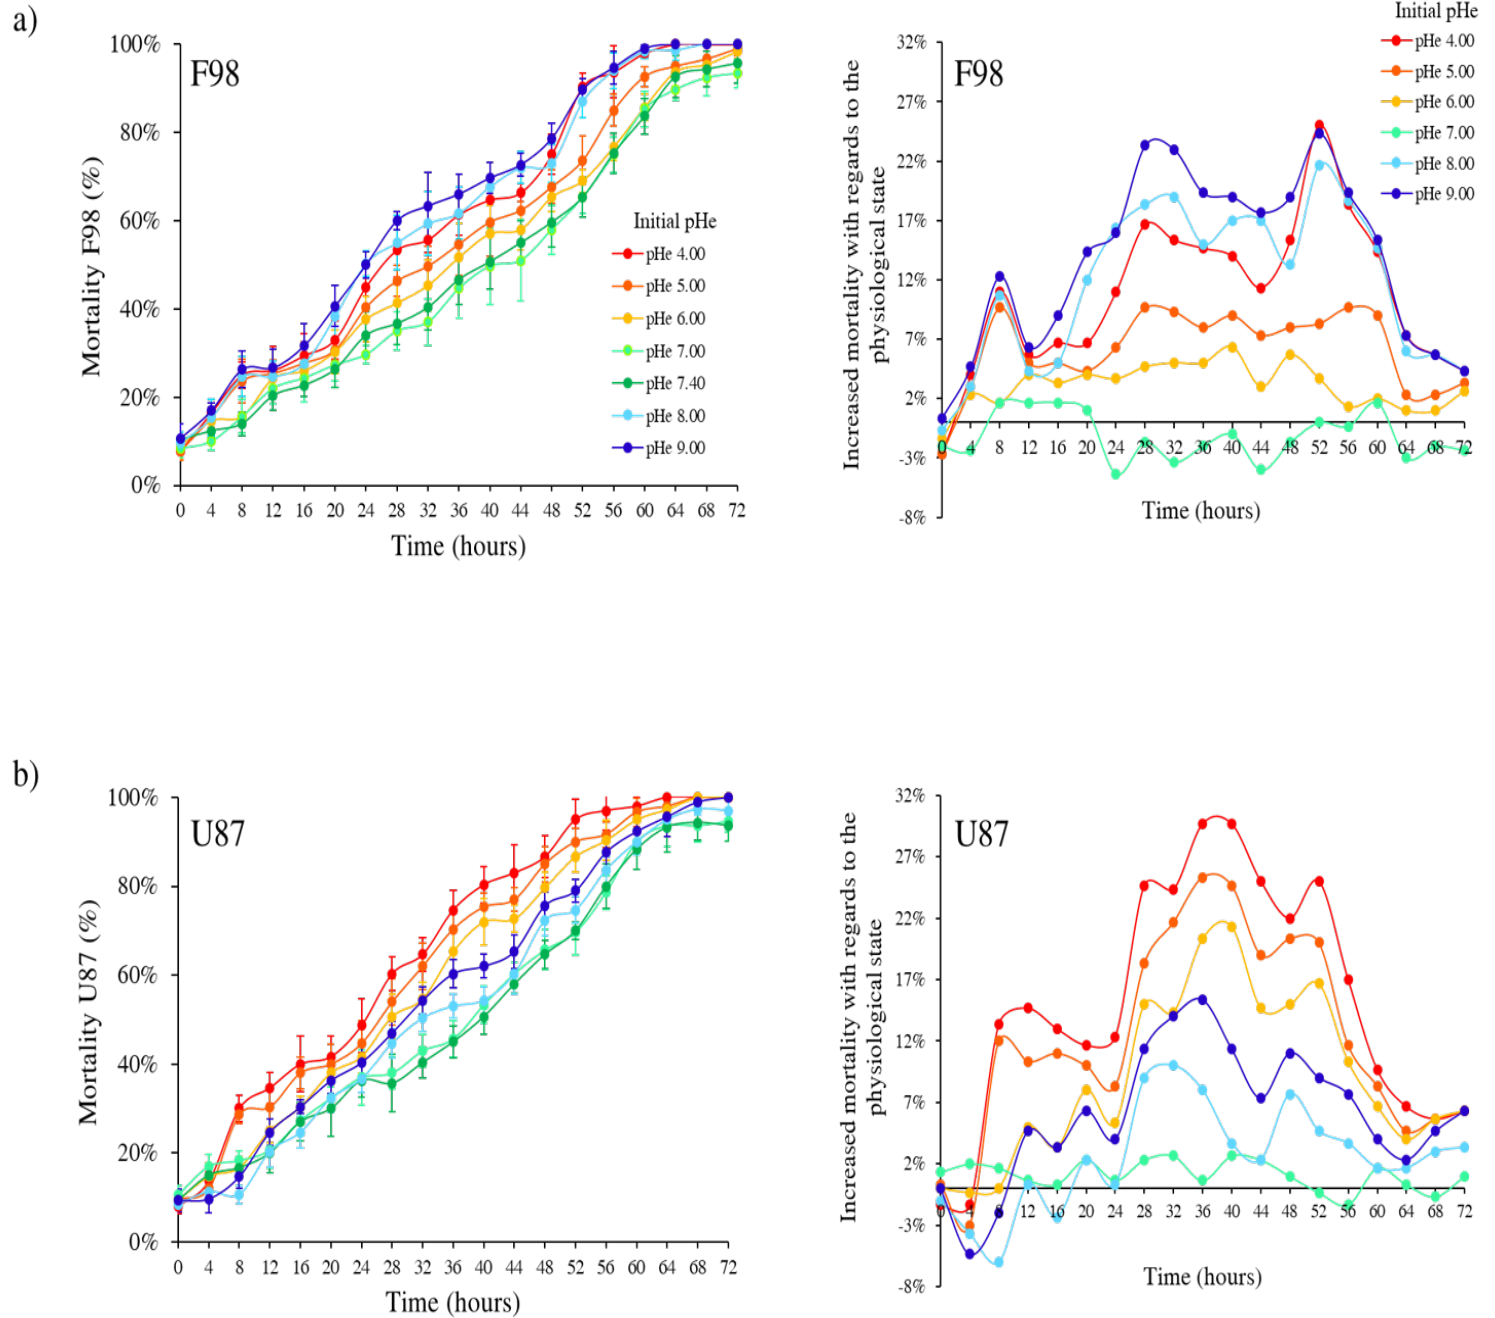 a)
F98
Mortality F98 (%)
100%
80%
60%
40%
20%
0%
0 4 8 12 16 20 24 28 32 36 40 44 48 52 56 60 64 68 72
Time (hours)
Initial pHe
pHe 4.00
pHe 5.00
pHe 6.00
pHe 7.00
pHe 7.40
pHe 8.00
pHe 9.00
F98
Increased mortality with regards to the
physiological state
32%
27%
22%
17%
12%
7%
2%
-3%
-8%
0 4 8 12 16 20 24 28 32 36 40 44 48 52 56 60 64 68 72
Time (hours)
Initial pHe
pHe 4.00
pHe 5.00
pHe 6.00
pHe 7.00
pHe 8.00
pHe 9.00
b)
U87
Mortality U87 (%)
100%
80%
60%
40%
20%
0%
0 4 8 12 16 20 24 28 32 36 40 44 48 52 56 60 64 68 72
Time (hours)
U87
Increased mortality with regards to the
physiological state
32%
27%
22%
17%
12%
7%
2%
-3%
-8%
0 4 8 12 16 20 24 28 32 36 40 44 48 52 56 60 64 68 72
Time (hours)